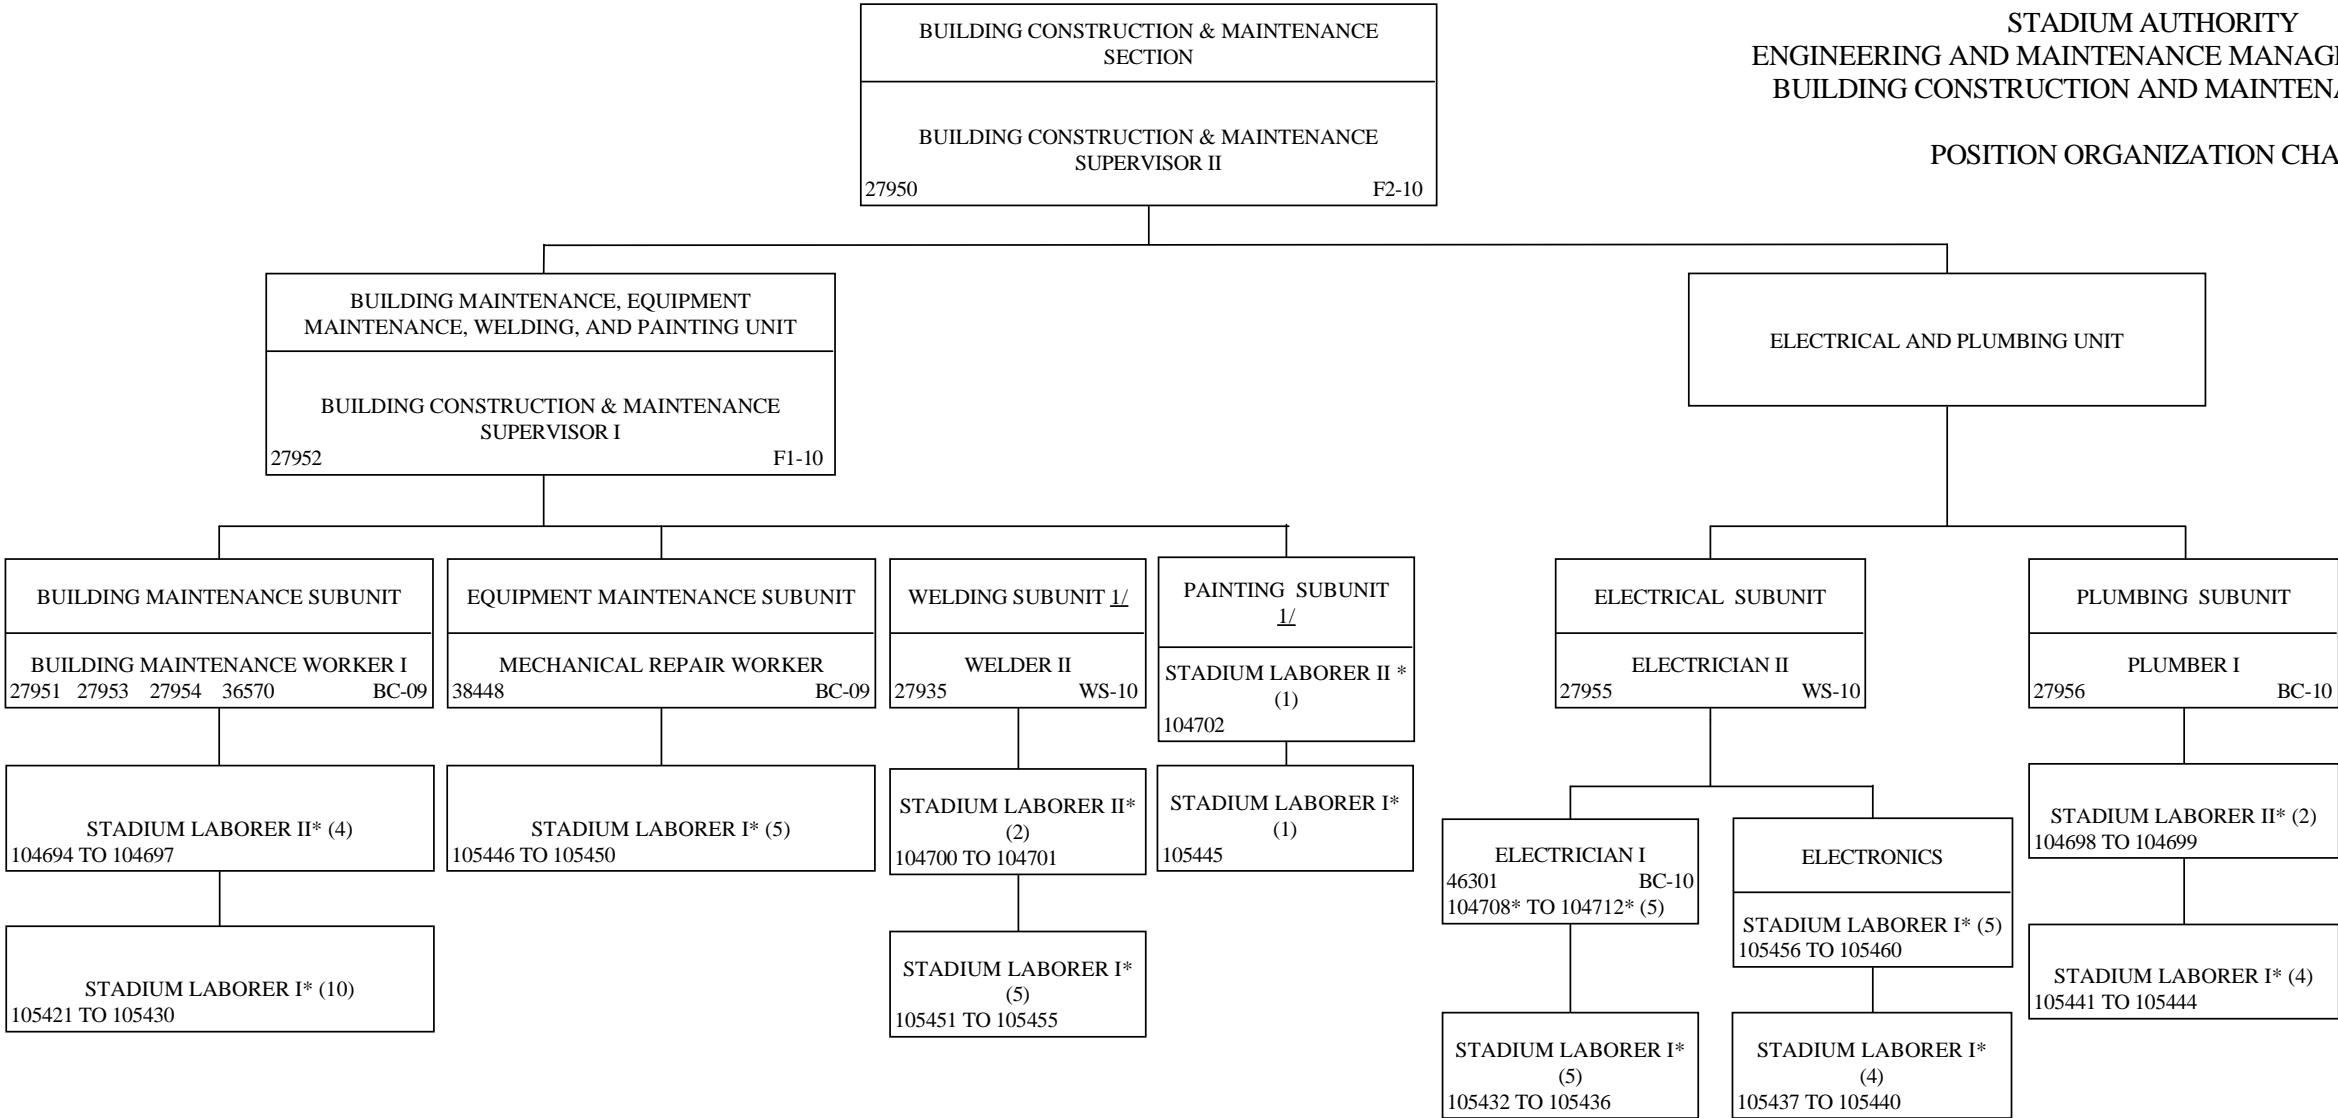 BUILDING CONSTRUCTION & MAINTENANCE
SECTION
BUILDING CONSTRUCTION & MAINTENANCE
SUPERVISOR II
27950 F2-10
STADIUM AUTHORITY
ENGINEERING AND MAINTENANCE
BUILDING CONSTRUCTION AND
POSITION ORGANIZATION
BUILDING MAINTENANCE, EQUIPMENT
MAINTENANCE, WELDING, AND PAINTING UNIT
BUILDING CONSTRUCTION & MAINTENANCE
SUPERVISOR I
27952 F1-10
ELECTRICAL AND PLUMBING UNIT
BUILDING MAINTENANCE SUBUNIT
BUILDING MAINTENANCE WORKER I
27951 27953 27954 36570 BC-09
STADIUM LABORER II* (4)
104694 TO 104697
STADIUM LABORER I* (10)
105421 TO 105430
EQUIPMENT MAINTENANCE SUBUNIT
MECHANICAL REPAIR WORKER
38448 BC-09
STADIUM LABORER I* (5)
105446 TO 105450
WELDING SUBUNIT 1/
WELDER II
27935 WS-10
STADIUM LABORER II*
(2)
104700 TO 104701
STADIUM LABORER I*
(5)
105451 TO 105455
PAINTING SUBUNIT
1/
STADIUM LABORER II *
(1)
104702
STADIUM LABORER I*
(1)
105445
ELECTRICAL SUBUNIT
ELECTRICIAN II
27955 WS-10
ELECTRICIAN I
46301 BC-10
104708* TO 104712* (5)
STADIUM LABORER I*
(5)
105432 TO 105436
ELECTRONICS
STADIUM LABORER I* (5)
105456 TO 105460
STADIUM LABORER I*
(4)
105437 TO 105440
PLUMBING SUBUNIT
PLUMBER I
27956 BC-10
STADIUM LABORER II* (2)
104698 TO 104699
STADIUM LABORER I* (4)
105441 TO 105444